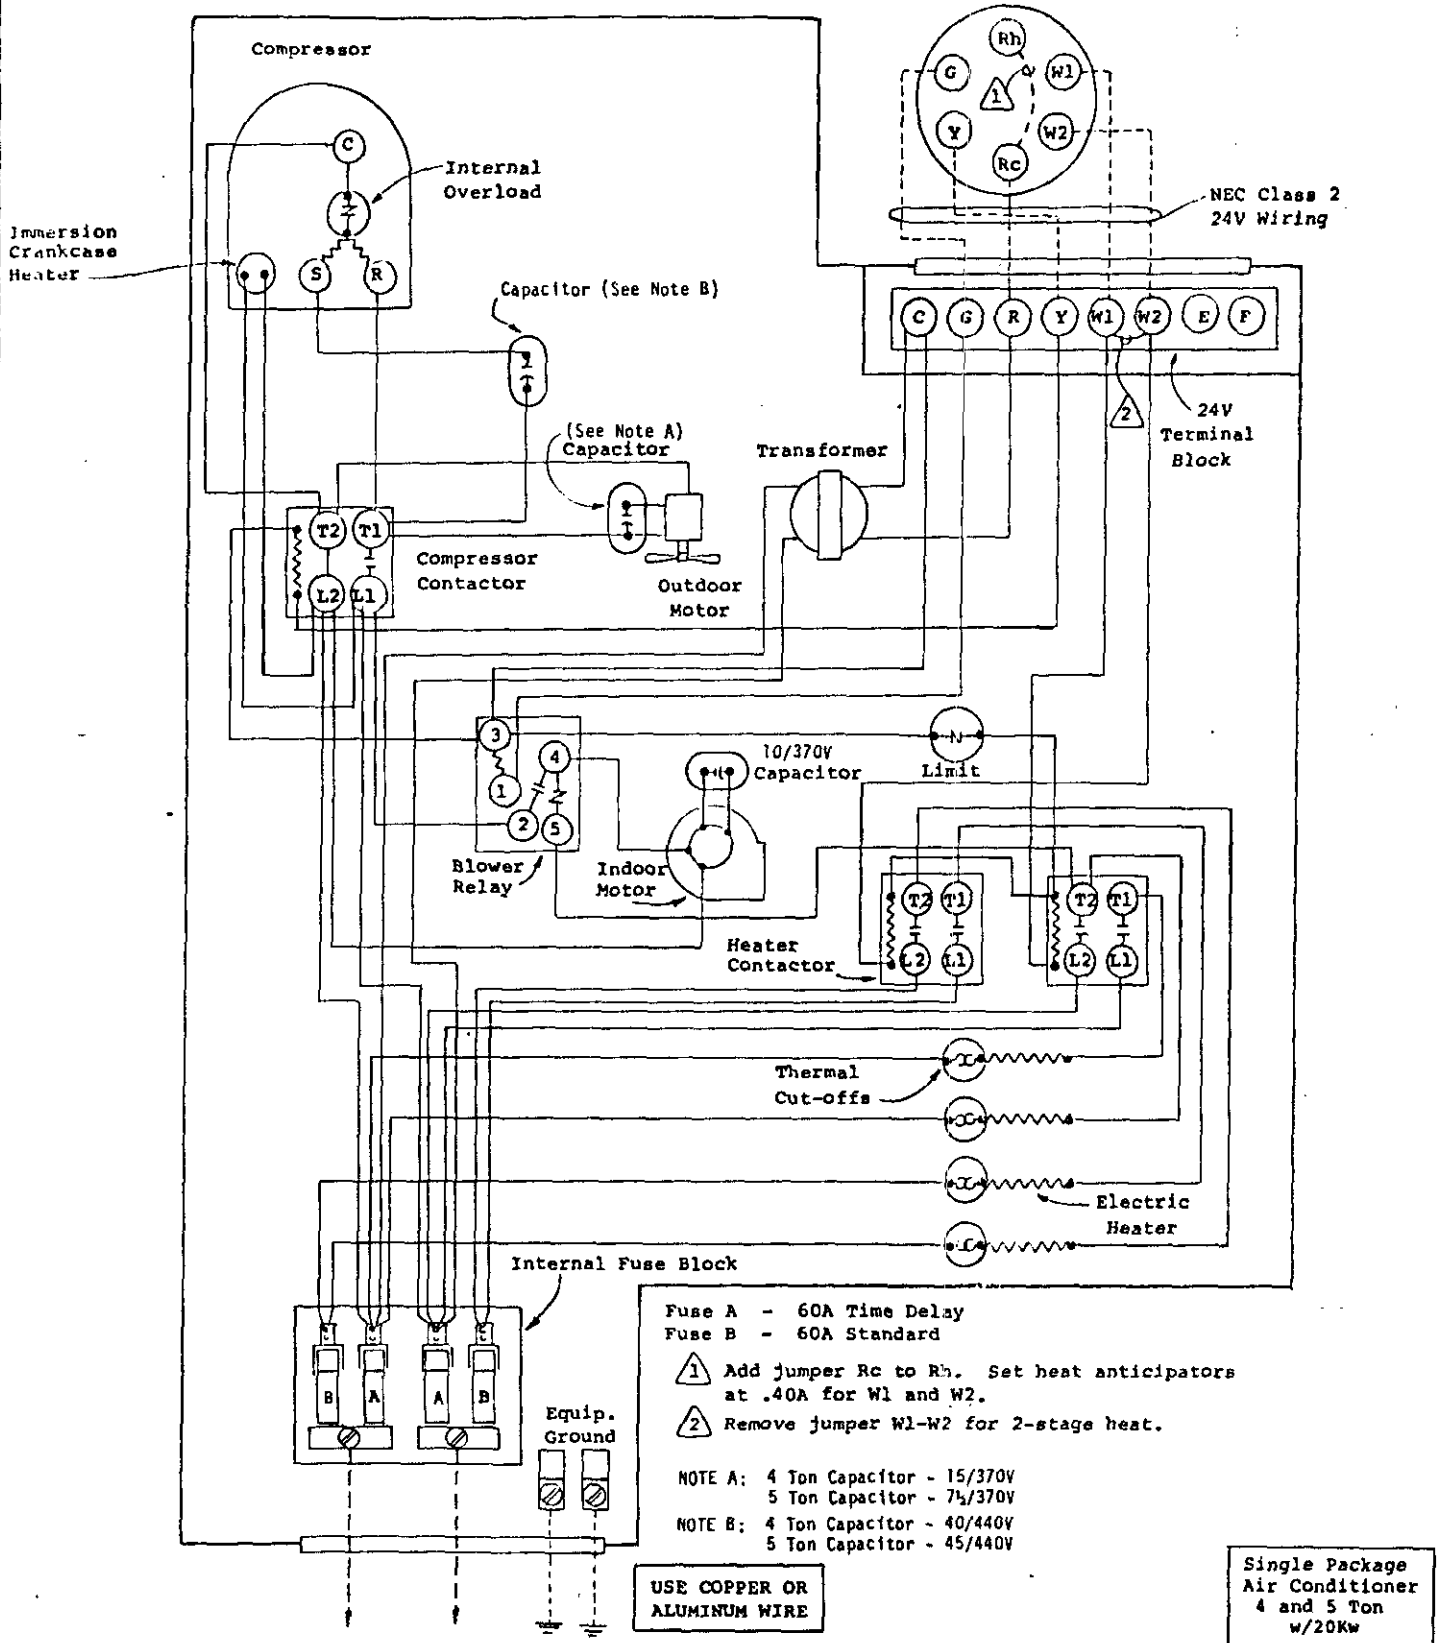 Compressor
C
Internal
Overload
Immersion
Crankcase
Heater
S
R
Capacitor (See Note B)
(See Note A)
Capacitor
T2
T1
L2
L1
Compressor
Contactor
Outdoor
Motor
Transformer
Rh
G
W1
1
Y
W2
Rc
NEC Class 2
24V Wiring
C
G
R
Y
W1
W2
E
F
2
24V
Terminal
Block
3
4
1
2
5
Blower
Relay
10/370V
Capacitor
Indoor
Motor
Limit
Heater
Contactor
T2
T1
L2
L1
T2
T1
L2
L1
Thermal
Cut-offs
Electric
Heater
Internal Fuse Block
B
A
A
B
Equip.
Ground
Fuse A - 60A Time Delay
Fuse B - 60A Standard
1 Add jumper Rc to Rh. Set heat anticipators
at .40A for W1 and W2.
2 Remove jumper W1-W2 for 2-stage heat.
NOTE A: 4 Ton Capacitor - 15/370V
5 Ton Capacitor - 7½/370V
NOTE B: 4 Ton Capacitor - 40/440V
5 Ton Capacitor - 45/440V
USE COPPER OR
ALUMINUM WIRE
Single Package
Air Conditioner
4 and 5 Ton
w/20Kw